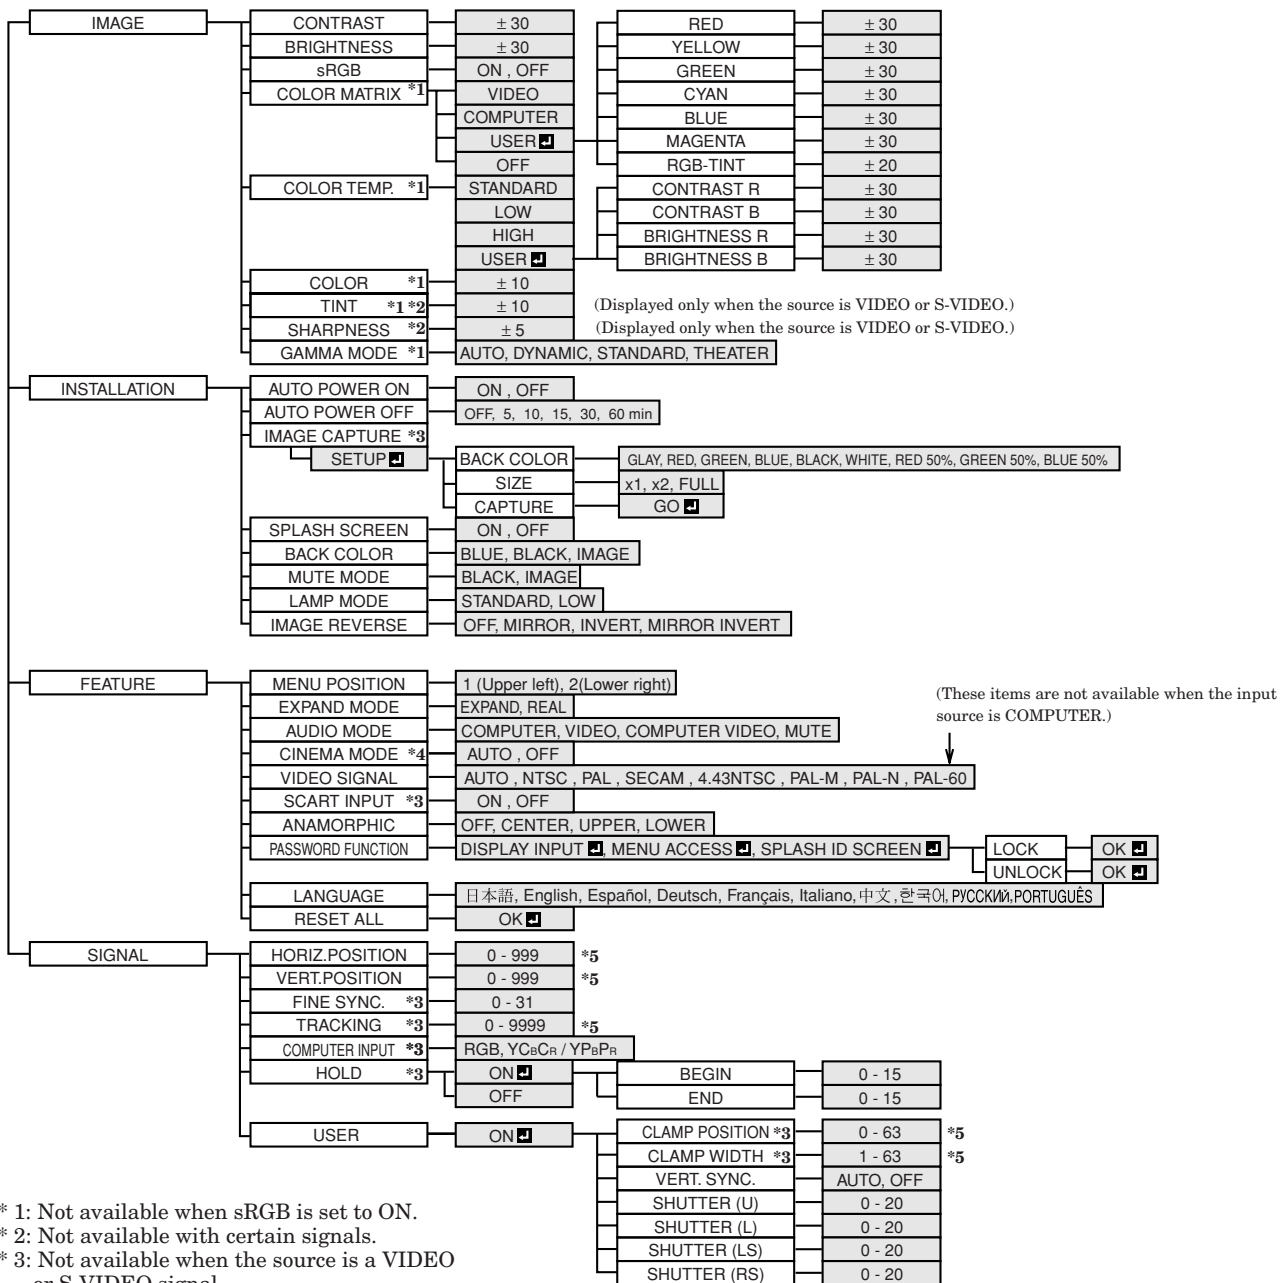 IMAGE CONTRAST ± 30 RED ± 30
BRIGHTNESS ± 30 YELLOW ± 30
sRGB ON , OFF GREEN ± 30
COLOR MATRIX *1 VIDEO CYAN ± 30
COMPUTER BLUE ± 30
USER MAGENTA ± 30
OFF RGB-TINT ± 20
COLOR TEMP. *1 STANDARD CONTRAST R ± 30
LOW CONTRAST B ± 30
HIGH BRIGHTNESS R ± 30
USER BRIGHTNESS B ± 30
COLOR *1 ± 10
TINT *1 *2 ± 10 (Displayed only when the source is VIDEO or S-VIDEO.)
SHARPNESS *2 ± 5 (Displayed only when the source is VIDEO or S-VIDEO.)
GAMMA MODE *1 AUTO, DYNAMIC, STANDARD, THEATER
INSTALLATION AUTO POWER ON ON , OFF
AUTO POWER OFF OFF, 5, 10, 15, 30, 60 min
IMAGE CAPTURE *3
SETUP BACK COLOR GLAY, RED, GREEN, BLUE, BLACK, WHITE, RED 50%, GREEN 50%, BLUE 50%
SIZE x1, x2, FULL
CAPTURE GO
SPLASH SCREEN ON , OFF
BACK COLOR BLUE, BLACK, IMAGE
MUTE MODE BLACK, IMAGE
LAMP MODE STANDARD, LOW
IMAGE REVERSE OFF, MIRROR, INVERT, MIRROR INVERT
FEATURE MENU POSITION 1 (Upper left), 2(Lower right)
(These items are not available when the input
source is COMPUTER.)
EXPAND MODE EXPAND, REAL
AUDIO MODE COMPUTER, VIDEO, COMPUTER VIDEO, MUTE
CINEMA MODE *4 AUTO , OFF
VIDEO SIGNAL AUTO , NTSC , PAL , SECAM , 4.43NTSC , PAL-M , PAL-N , PAL-60
SCART INPUT *3 ON , OFF
ANAMORPHIC OFF, CENTER, UPPER, LOWER
PASSWORD FUNCTION DISPLAY INPUT , MENU ACCESS , SPLASH ID SCREEN LOCK OK
UNLOCK OK
LANGUAGE 日本語, English, Español, Deutsch, Français, Italiano, 中文, 한국어, РУССКИЙ, PORTUGUÊS
RESET ALL OK
SIGNAL HORIZ.POSITION 0 - 999 *5
VERT.POSITION 0 - 999 *5
FINE SYNC. *3 0 - 31
TRACKING *3 0 - 9999 *5
COMPUTER INPUT *3 RGB, YCBCR / YPBPR
HOLD *3 ON BEGIN 0 - 15
OFF END 0 - 15
USER ON CLAMP POSITION *3 0 - 63 *5
CLAMP WIDTH *3 1 - 63 *5
VERT. SYNC. AUTO, OFF
SHUTTER (U) 0 - 20
SHUTTER (L) 0 - 20
SHUTTER (LS) 0 - 20
SHUTTER (RS) 0 - 20
* 1: Not available when sRGB is set to ON.
* 2: Not available with certain signals.
* 3: Not available when the source is a VIDEO
or S-VIDEO signal